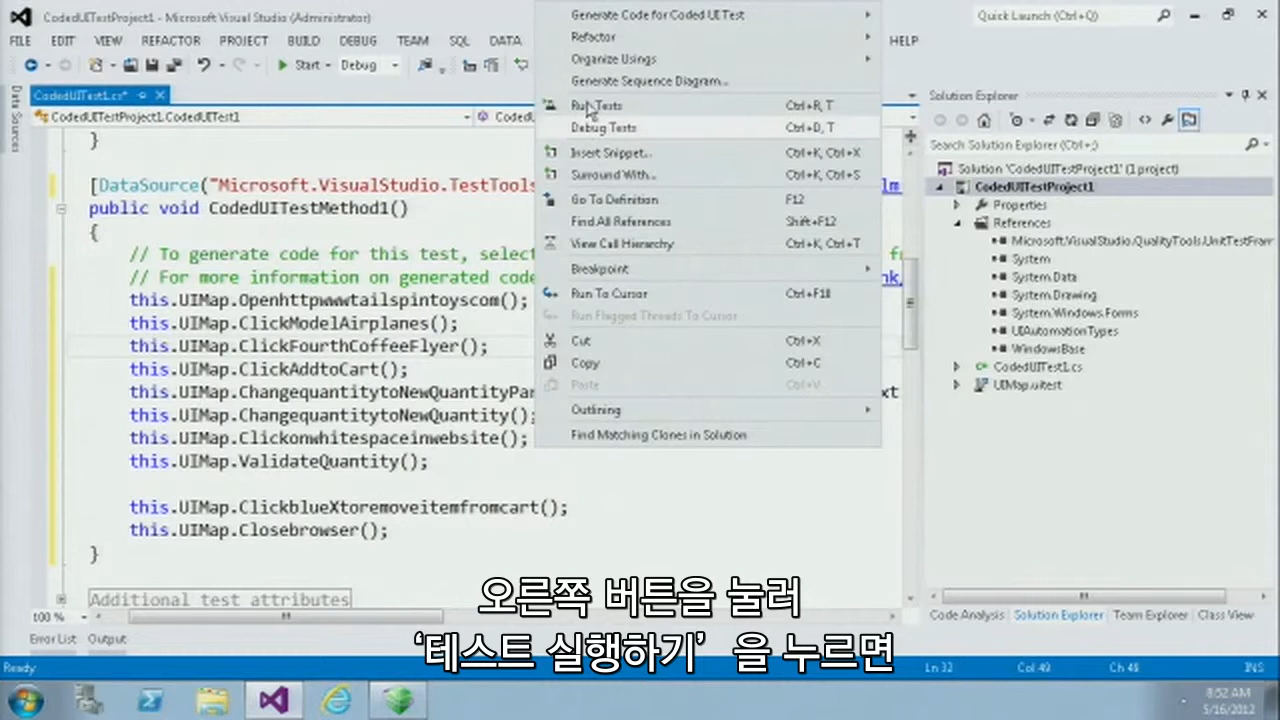 CodedUITestProject1 - Microsoft Visual Studio (Administrator)
Quick Launch (Ctrl+Q)
FILE EDIT VIEW REFACTOR PROJECT BUILD DEBUG TEAM SQL DATA
HELP
Start
Debug
Data Sources
CodedUITest1.cs*
CodedUITestProject1.CodedUITest1
}
[DataSource("Microsoft.VisualStudio.TestTools
public void CodedUITestMethod1()
{
// To generate code for this test, selec
// For more information on generated cod
this.UIMap.Openhttpwwwtailspintoyscom();
this.UIMap.ClickModelAirplanes();
this.UIMap.ClickFourthCoffeeFlyer();
this.UIMap.ClickAddtoCart();
this.UIMap.ChangequantitytoNewQuantityPar
this.UIMap.ChangequantitytoNewQuantity();
this.UIMap.Clickonwhitespaceinwebsite();
this.UIMap.ValidateQuantity();
this.UIMap.ClickblueXtoremoveitemfromcart();
this.UIMap.Closebrowser();
}
Additional test attributes
100 %
Error List Output
Ready
Generate Code for Coded UI Test
Refactor
Organize Usings
Generate Sequence Diagram...
Run Tests Ctrl+R, T
Debug Tests Ctrl+D, T
Insert Snippet... Ctrl+K, Ctrl+X
Surround With... Ctrl+K, Ctrl+S
Go To Definition F12
Find All References Shift+F12
View Call Hierarchy Ctrl+K, Ctrl+T
Breakpoint
Run To Cursor Ctrl+F10
Run Flagged Threads To Cursor
Cut Ctrl+X
Copy Ctrl+C
Paste Ctrl+V
Outlining
Find Matching Clones in Solution
Solution Explorer
Search Solution Explorer (Ctrl+;)
Solution 'CodedUITestProject1' (1 project)
CodedUITestProject1
Properties
References
Microsoft.VisualStudio.QualityTools.UnitTestFram
System
System.Data
System.Drawing
System.Windows.Forms
UIAutomationTypes
WindowsBase
CodedUITest1.cs
UIMap.uitest
Code Analysis Solution Explorer Team Explorer Class View
Ln 32 Col 49 Ch 48 INS
오른쪽 버튼을 눌러
‘테스트 실행하기’ 을 누르면
8:52 AM
5/16/2012